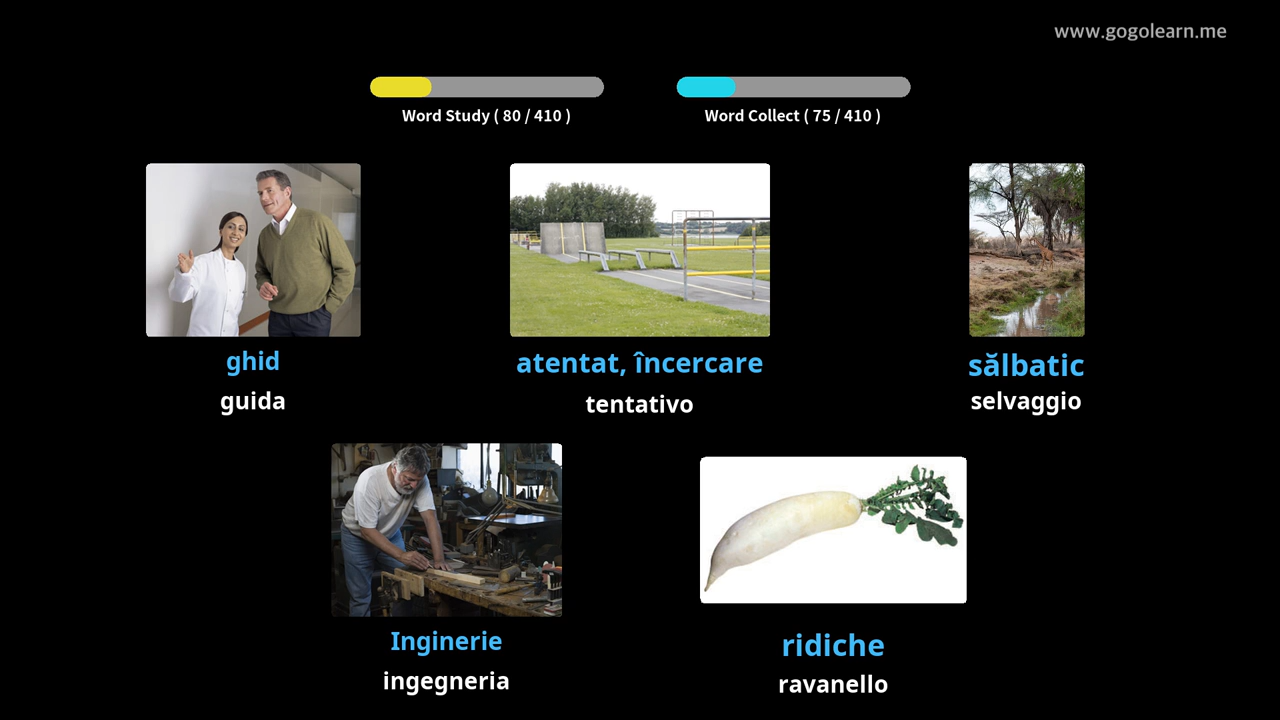 www.gogolearn.me
Word Study ( 80 / 410 )
Word Collect ( 75 / 410 )
ghid
guida
atentat, încercare
tentativo
sălbatic
selvaggio
Inginerie
ingegneria
ridiche
ravanello